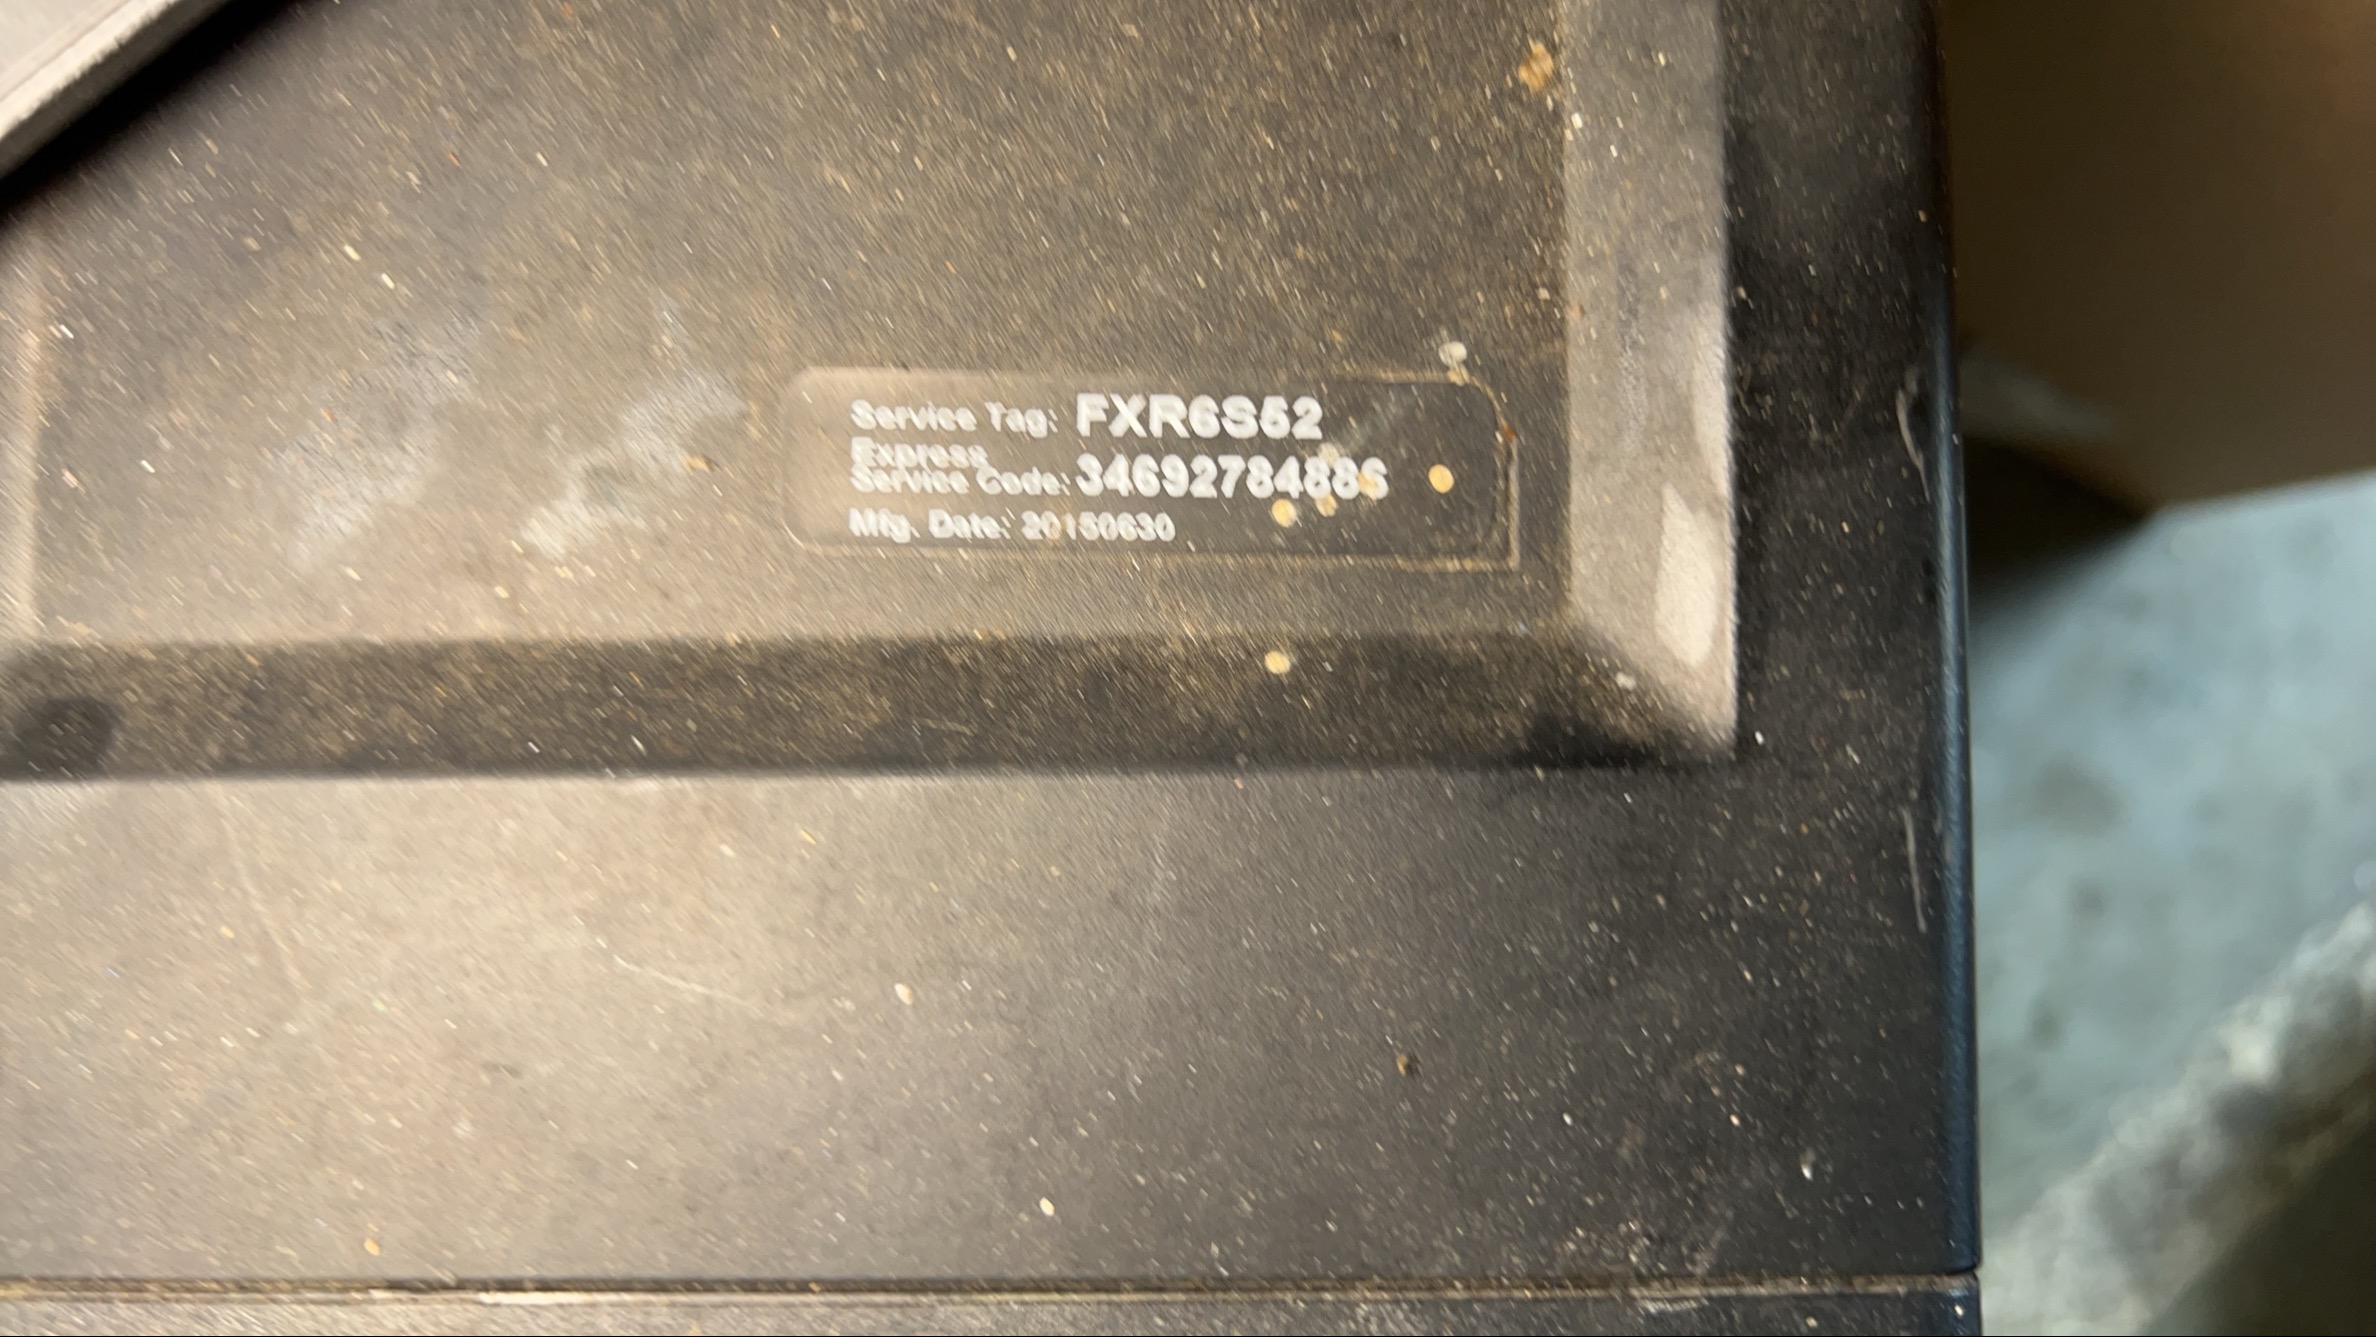 Service Tag: FXR6S52
Express
Service Code: 34692784886
Mfg. Date: 20150630